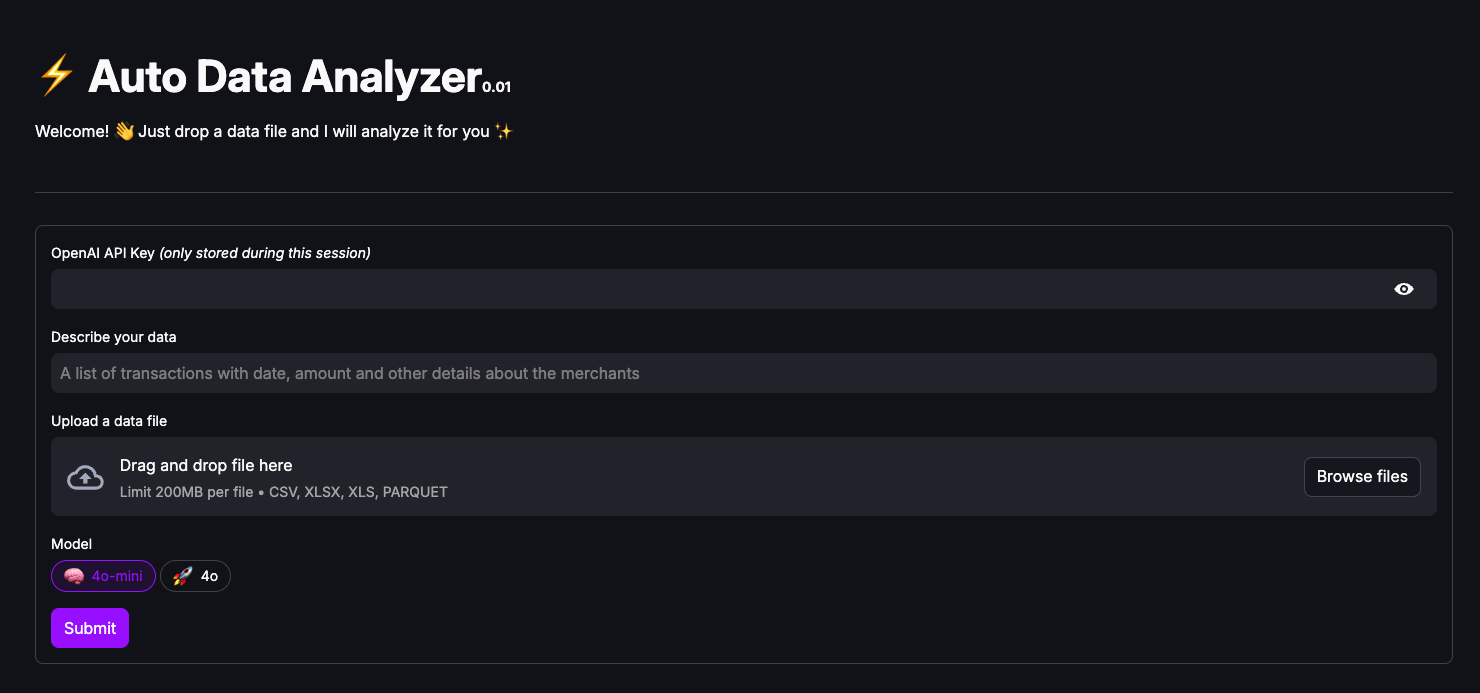 ⚡ Auto Data Analyzer0.01
Welcome! 👋 Just drop a data file and I will analyze it for you ✨
OpenAI API Key (only stored during this session)
Describe your data
A list of transactions with date, amount and other details about the merchants
Upload a data file
Drag and drop file here
Limit 200MB per file • CSV, XLSX, XLS, PARQUET
Browse files
Model
🧠 4o-mini 🚀 4o
Submit